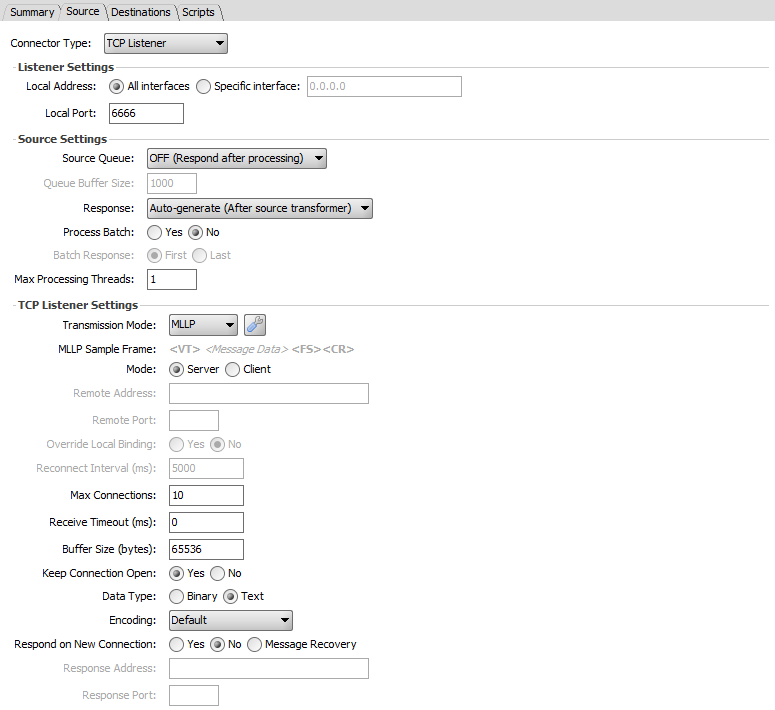 Summary Source Destinations Scripts
Connector Type: TCP Listener
Listener Settings
Local Address: All interfaces Specific interface: 0.0.0.0
Local Port: 6666
Source Settings
Source Queue: OFF (Respond after processing)
Queue Buffer Size: 1000
Response: Auto-generate (After source transformer)
Process Batch: Yes No
Batch Response: First Last
Max Processing Threads: 1
TCP Listener Settings
Transmission Mode: MLLP
MLLP Sample Frame: <VT> <Message Data> <FS><CR>
Mode: Server Client
Remote Address:
Remote Port:
Override Local Binding: Yes No
Reconnect Interval (ms): 5000
Max Connections: 10
Receive Timeout (ms): 0
Buffer Size (bytes): 65536
Keep Connection Open: Yes No
Data Type: Binary Text
Encoding: Default
Respond on New Connection: Yes No Message Recovery
Response Address:
Response Port: